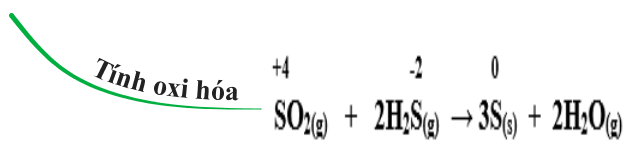 Tính oxi hóa
+4 -2 0
SO2(g) + 2H2S(g) → 3S(s) + 2H2O(g)